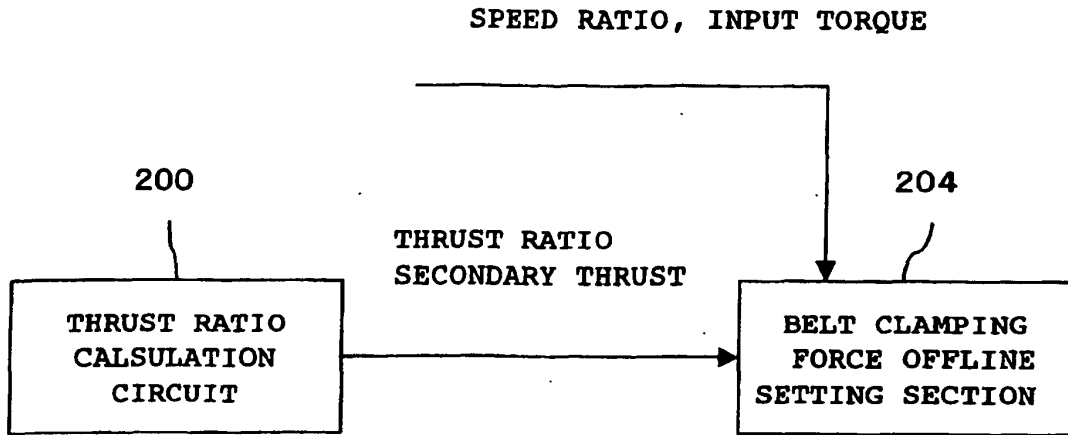 SPEED RATIO, INPUT TORQUE
200
204
THRUST RATIO
SECONDARY THRUST
THRUST RATIO
CALSULATION
CIRCUIT
BELT CLAMPING
FORCE OFFLINE
SETTING SECTION